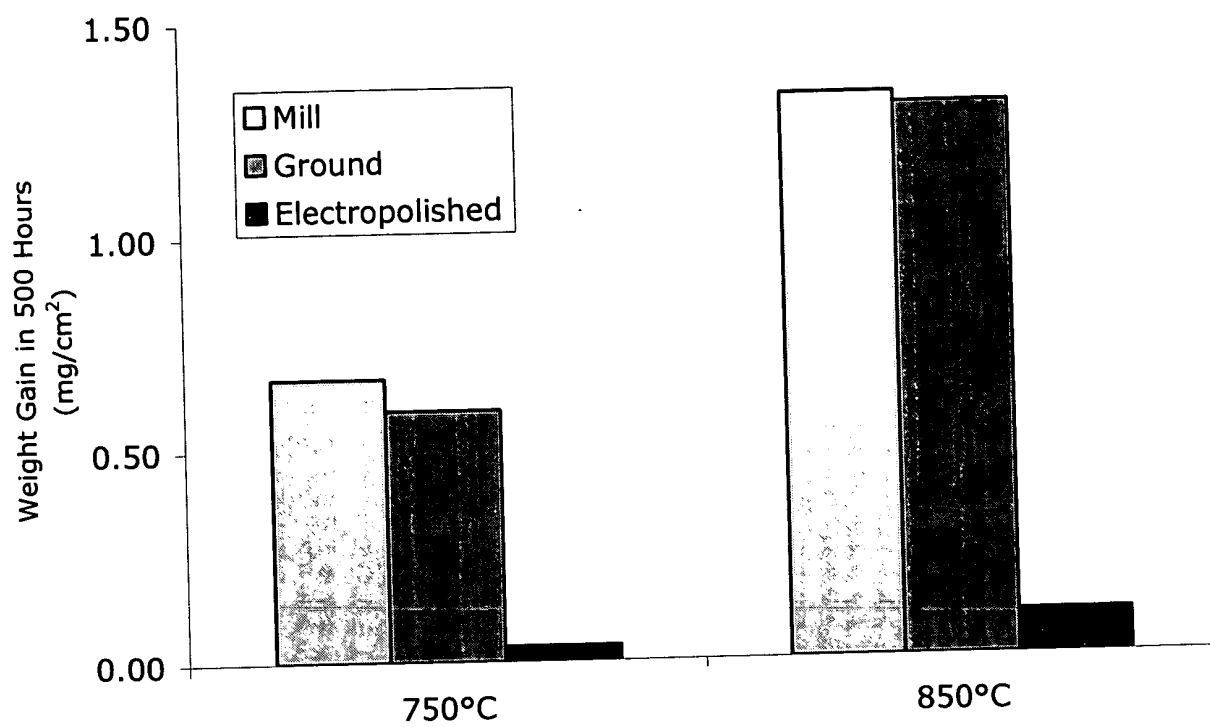 1.50
Mill
Ground
Electropolished
1.00
0.50
0.00
Weight Gain in 500 Hours
(mg/cm²)
750°C
850°C